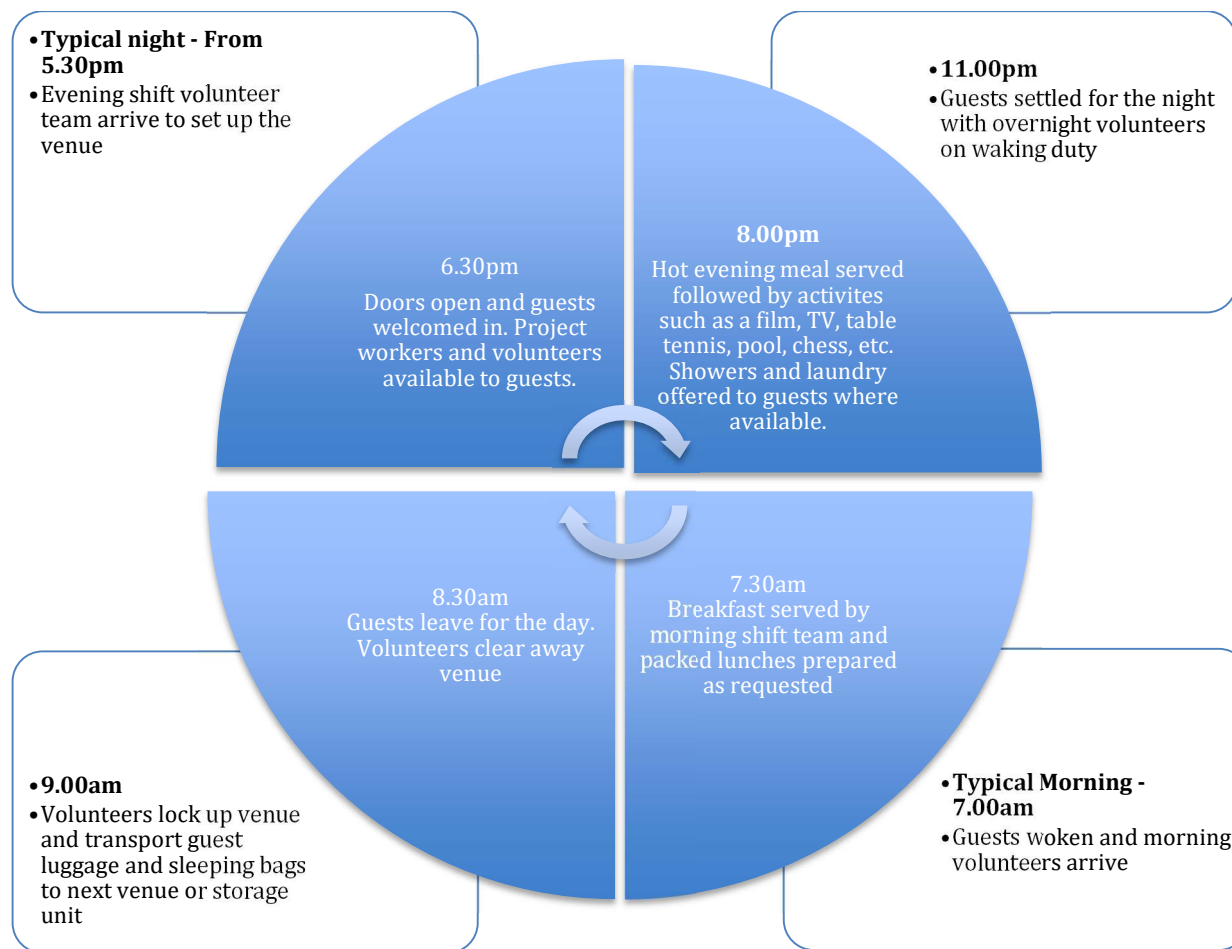 •Typical night - From
5.30pm
•Evening shift volunteer
team arrive to set up the
venue
6.30pm
Doors open and guests
welcomed in. Project
workers and volunteers
available to guests.
8.00pm
Hot evening meal served
followed by activites
such as a film, TV, table
tennis, pool, chess, etc.
Showers and laundry
offered to guests where
available.
•11.00pm
•Guests settled for the night
with overnight volunteers
on waking duty
•Typical Morning -
7.00am
•Guests woken and morning
volunteers arrive
7.30am
Breakfast served by
morning shift team and
packed lunches prepared
as requested
8.30am
Guests leave for the day.
Volunteers clear away
venue
•9.00am
•Volunteers lock up venue
and transport guest
luggage and sleeping bags
to next venue or storage
unit